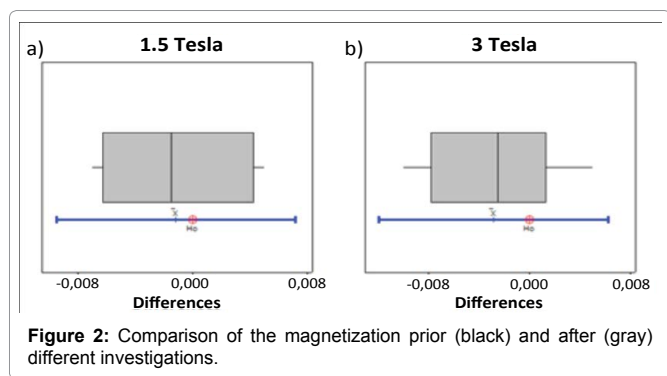 a)
1.5 Tesla
b)
3 Tesla
X
Ho
X
Ho
-0,008
0,000
0,008
-0,008
0,000
0,008
Differences
Differences
Figure 2: Comparison of the magnetization prior (black) and after (gray)
different investigations.